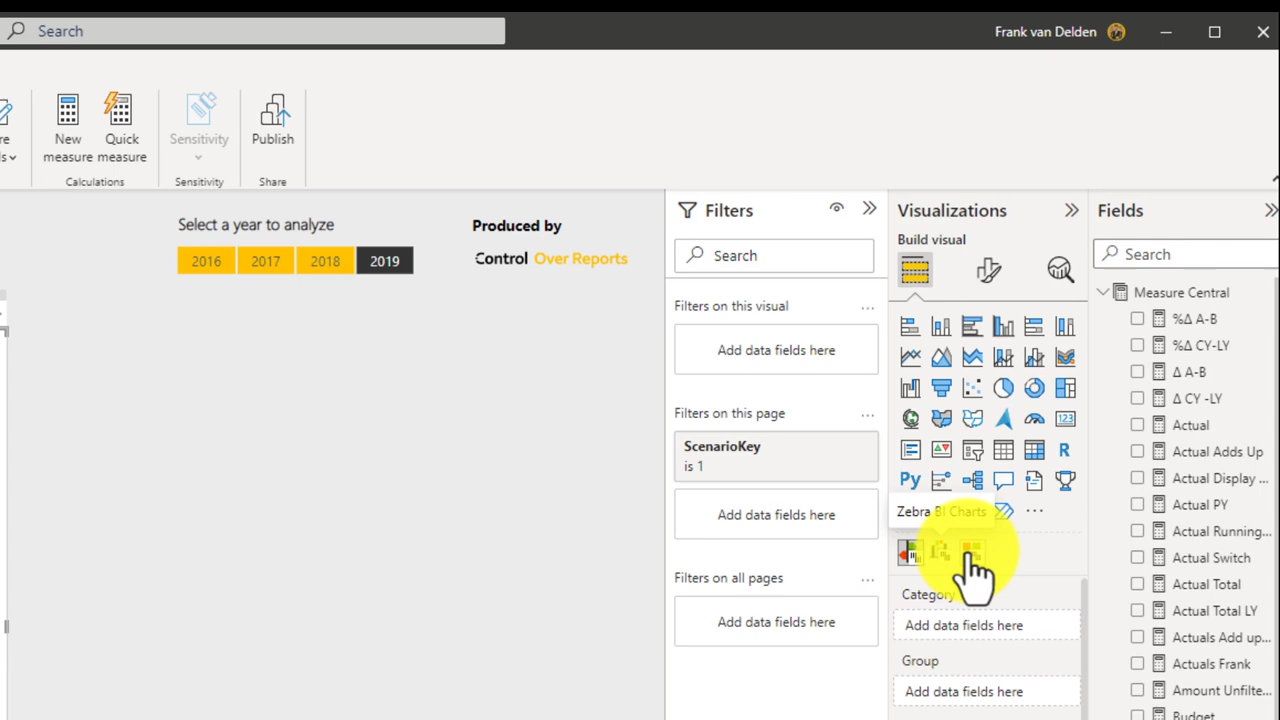 Search
Frank van Delden
re
ls
New
measure
Quick
measure
Sensitivity
Publish
Calculations
Sensitivity
Share
Select a year to analyze
2016
2017
2018
2019
Produced by
Control Over Reports
Filters
Search
Filters on this visual
...
Add data fields here
Filters on this page
...
ScenarioKey
is 1
Add data fields here
Filters on all pages
...
Add data fields here
Visualizations
Build visual
123
R
Py
Zebra BI Charts
...
Category
Add data fields here
Group
Add data fields here
Fields
Search
Measure Central
%Δ A-B
%Δ CY-LY
Δ A-B
Δ CY -LY
Actual
Actual Adds Up
Actual Display ...
Actual PY
Actual Running...
Actual Switch
Actual Total
Actual Total LY
Actuals Add up...
Actuals Frank
Amount Unfilte...
Budget